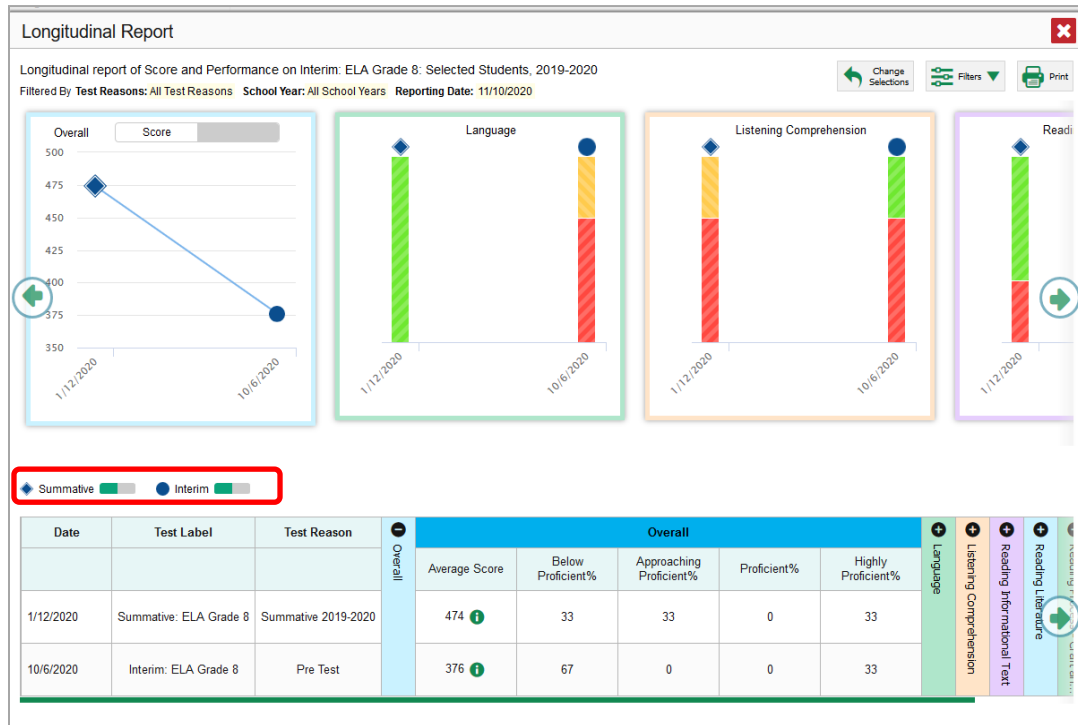 Longitudinal Report
Longitudinal report of Score and Performance on Interim: ELA Grade 8: Selected Students, 2019-2020
Filtered By Test Reasons: All Test Reasons School Year: All School Years Reporting Date: 11/10/2020
Change Selections
Filters
Print
Overall
Score
500
475
450
425
400
375
350
1/12/2020
10/6/2020
Language
1/12/2020
10/6/2020
Listening Comprehension
1/12/2020
10/6/2020
Readi
1/12/2020
Summative
Interim
Date Test Label Test Reason Overall Overall Language Listening Comprehension Reading Informational Text Reading Literature
Average Score Below Proficient% Approaching Proficient% Proficient% Highly Proficient%
1/12/2020 Summative: ELA Grade 8 Summative 2019-2020 474 33 33 0 33
10/6/2020 Interim: ELA Grade 8 Pre Test 376 67 0 0 33